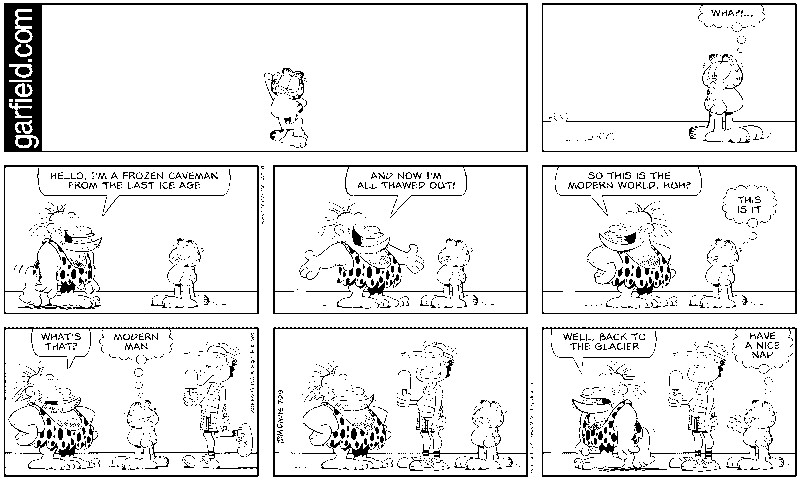 garfield.com
WHAP!...
HELLO, I'M A FROZEN CAVEMAN
FROM THE LAST ICE AGE
AND NOW I'M
ALL THAWED OUT!
SO THIS IS THE
MODERN WORLD, HUH?
THIS
IS IT
WHAT'S
THAT?
MODERN
MAN
WELL, BACK TO
THE GLACIER
HAVE
A NICE
NAP